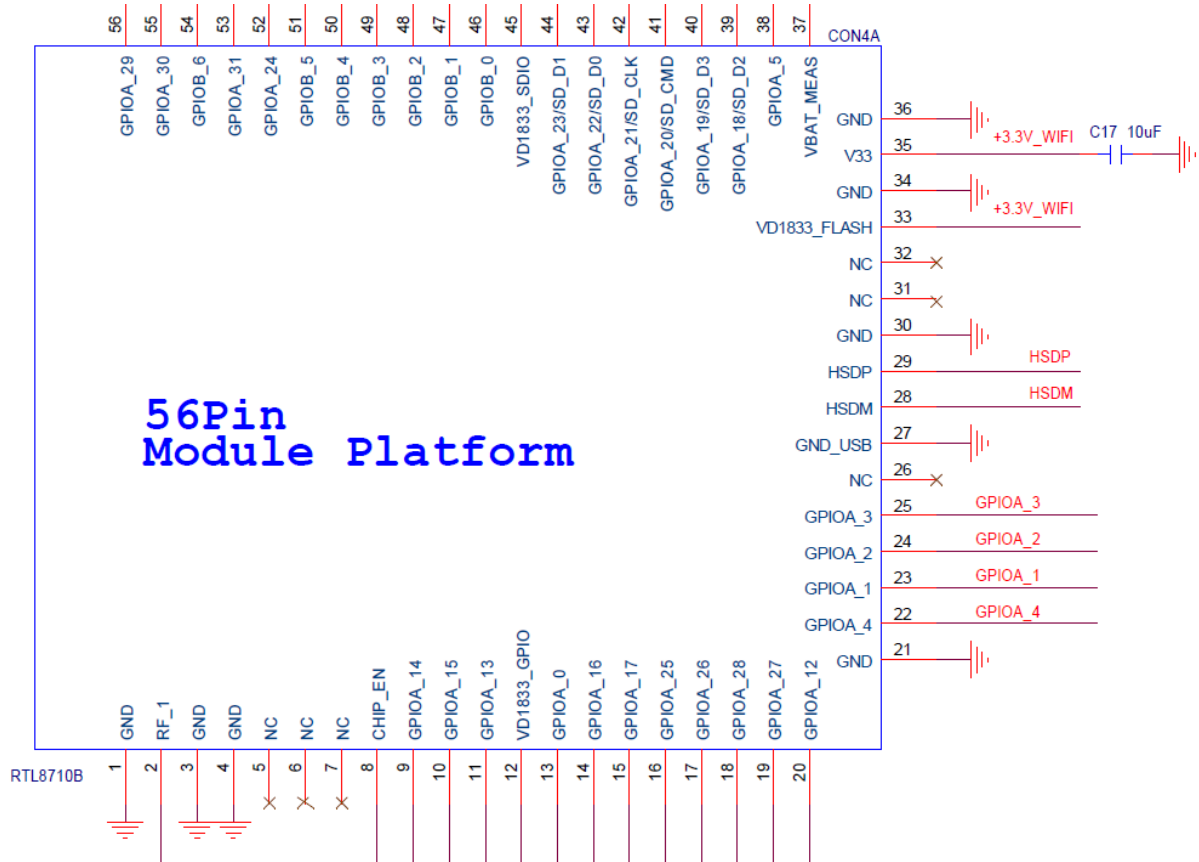 56 55 54 53 52 51 50 49 48 47 46 45 44 43 42 41 40 39 38 37
CON4A
GPIOA_29
GPIOA_30
GPIOB_6
GPIOA_31
GPIOA_24
GPIOB_5
GPIOB_4
GPIOB_3
GPIOB_2
GPIOB_1
GPIOB_0
VD1833_SDIO
GPIOA_23/SD_D1
GPIOA_22/SD_D0
GPIOA_21/SD_CLK
GPIOA_20/SD_CMD
GPIOA_19/SD_D3
GPIOA_18/SD_D2
GPIOA_5
VBAT_MEAS
GND 36
V33 35 +3.3V_WIFI C17 10uF
GND 34
VD1833_FLASH 33 +3.3V_WIFI
NC 32
NC 31
GND 30
HSDP 29 HSDP
HSDM 28 HSDM
GND_USB 27
NC 26
GPIOA_3 25 GPIOA_3
GPIOA_2 24 GPIOA_2
GPIOA_1 23 GPIOA_1
GPIOA_4 22 GPIOA_4
GND 21
56Pin
Module Platform
GND
RF_1
GND
GND
NC
NC
NC
CHIP_EN
GPIOA_14
GPIOA_15
GPIOA_13
VD1833_GPIO
GPIOA_0
GPIOA_16
GPIOA_17
GPIOA_25
GPIOA_26
GPIOA_28
GPIOA_27
GPIOA_12
RTL8710B
1 2 3 4 5 6 7 8 9 10 11 12 13 14 15 16 17 18 19 20